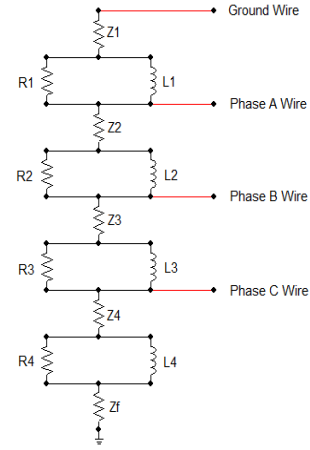 Ground Wire
Z1
R1 L1
Phase A Wire
Z2
R2 L2
Phase B Wire
Z3
R3 L3
Phase C Wire
Z4
R4 L4
Zf